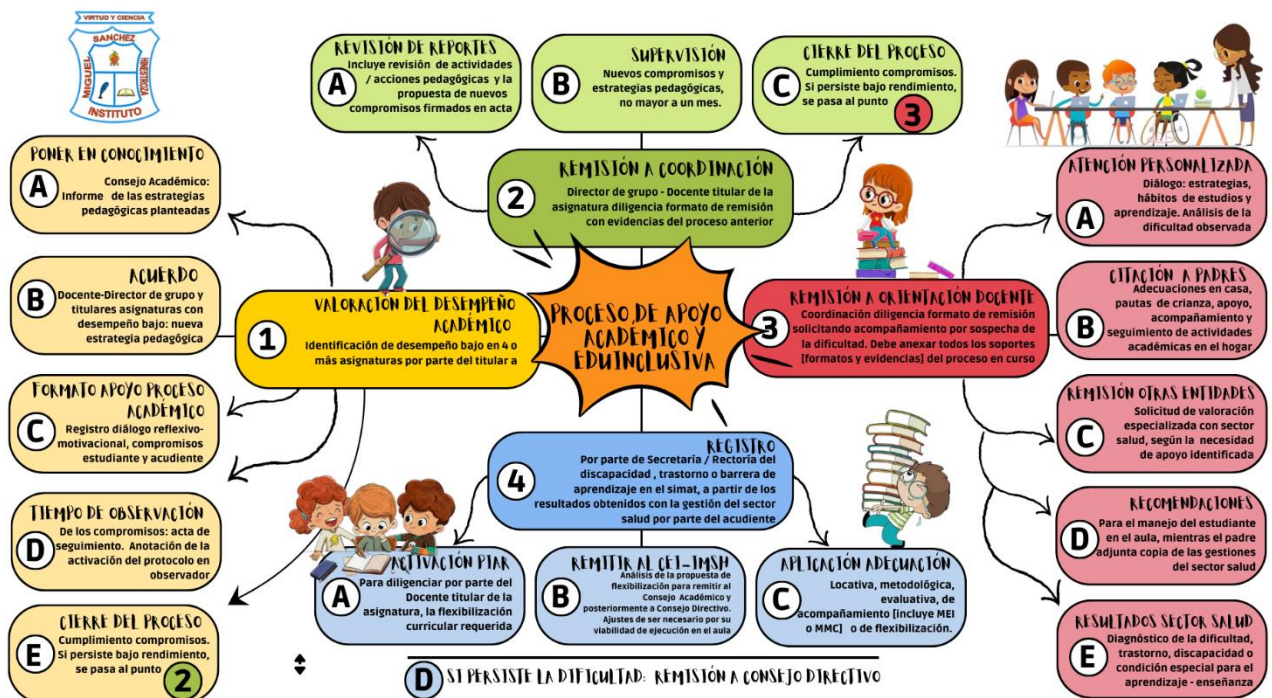 VIRTUD Y CIENCIA
SANCHEZ
MIGUEL
HINESTROZA
INSTITUTO
PONER EN CONOCIMIENTO
A
Consejo Académico:
Informe de las estrategias
pedagógicas planteadas
ACUERDO
B
Docente-Director de grupo y
titulares asignaturas con
desempeño bajo: nueva
estrategia pedagógica
FORMATO APOYO PROCESO
ACADÉMICO
C
Registro diálogo reflexivo-
motivacional, compromisos
estudiante y acudiente
TIEMPO DE OBSERVACIÓN
D
De los compromisos: acta de
seguimiento. Anotación de la
activación del protocolo en
observador
CIERRE DEL PROCESO
E
Cumplimiento compromisos.
Si persiste bajo rendimiento,
se pasa al punto
2
REVISIÓN DE REPORTES
A
Incluye revisión de actividades
/ acciones pedagógicas y la
propuesta de nuevos
compromisos firmados en acta
SUPERVISIÓN
B
Nuevos compromisos y
estrategias pedagógicas,
no mayor a un mes.
CIERRE DEL PROCESO
C
Cumplimiento compromisos.
Si persiste bajo rendimiento,
se pasa al punto
3
REMISIÓN A COORDINACIÓN
2
Director de grupo - Docente titular de la
asignatura diligencia formato de remisión
con evidencias del proceso anterior
VALORACIÓN DEL DESEMPEÑO
ACADÉMICO
1
Identificación de desempeño bajo en 4 o
más asignaturas por parte del titular a
PROCESO DE APOYO
ACADÉMICO Y
EDUINCLUSIVA
REMISIÓN A ORIENTACIÓN DOCENTE
3
Coordinación diligencia formato de remisión
solicitando acompañamiento por sospecha de
la dificultad. Debe anexar todos los soportes
[formatos y evidencias] del proceso en curso
REGISTRO
4
Por parte de Secretaría / Rectoría del
discapacidad , trastorno o barrera de
aprendizaje en el simat, a partir de los
resultados obtenidos con la gestión del sector
salud por parte del acudiente
ACTIVACIÓN PIAR
A
Para diligenciar por parte del
Docente titular de la
asignatura, la flexibilización
curricular requerida
REMITIR AL CEI-IMSH
B
Análisis de la propuesta de
flexibilización para remitir al
Consejo Académico y
posteriormente a Consejo Directivo.
Ajustes de ser necesario por su
viabilidad de ejecución en el aula
APLICACIÓN ADECUACIÓN
C
Locativa, metodológica,
evaluativa, de
acompañamiento [incluye MEI
o MMC] o de flexibilización.
D
SI PERSISTE LA DIFICULTAD: REMISIÓN A CONSEJO DIRECTIVO
ATENCIÓN PERSONALIZADA
A
Diálogo: estrategias,
hábitos de estudios y
aprendizaje. Análisis de la
dificultad observada
CITACIÓN A PADRES
B
Adecuaciones en casa,
pautas de crianza, apoyo,
acompañamiento y
seguimiento de actividades
académicas en el hogar
REMISIÓN OTRAS ENTIDADES
C
Solicitud de valoración
especializada con sector
salud, según la necesidad
de apoyo identificada
RECOMENDACIONES
D
Para el manejo del estudiante
en el aula, mientras el padre
adjunta copia de las gestiones
del sector salud
RESULTADOS SECTOR SALUD
E
Diagnóstico de la dificultad,
trastorno, discapacidad o
condición especial para el
aprendizaje - enseñanza